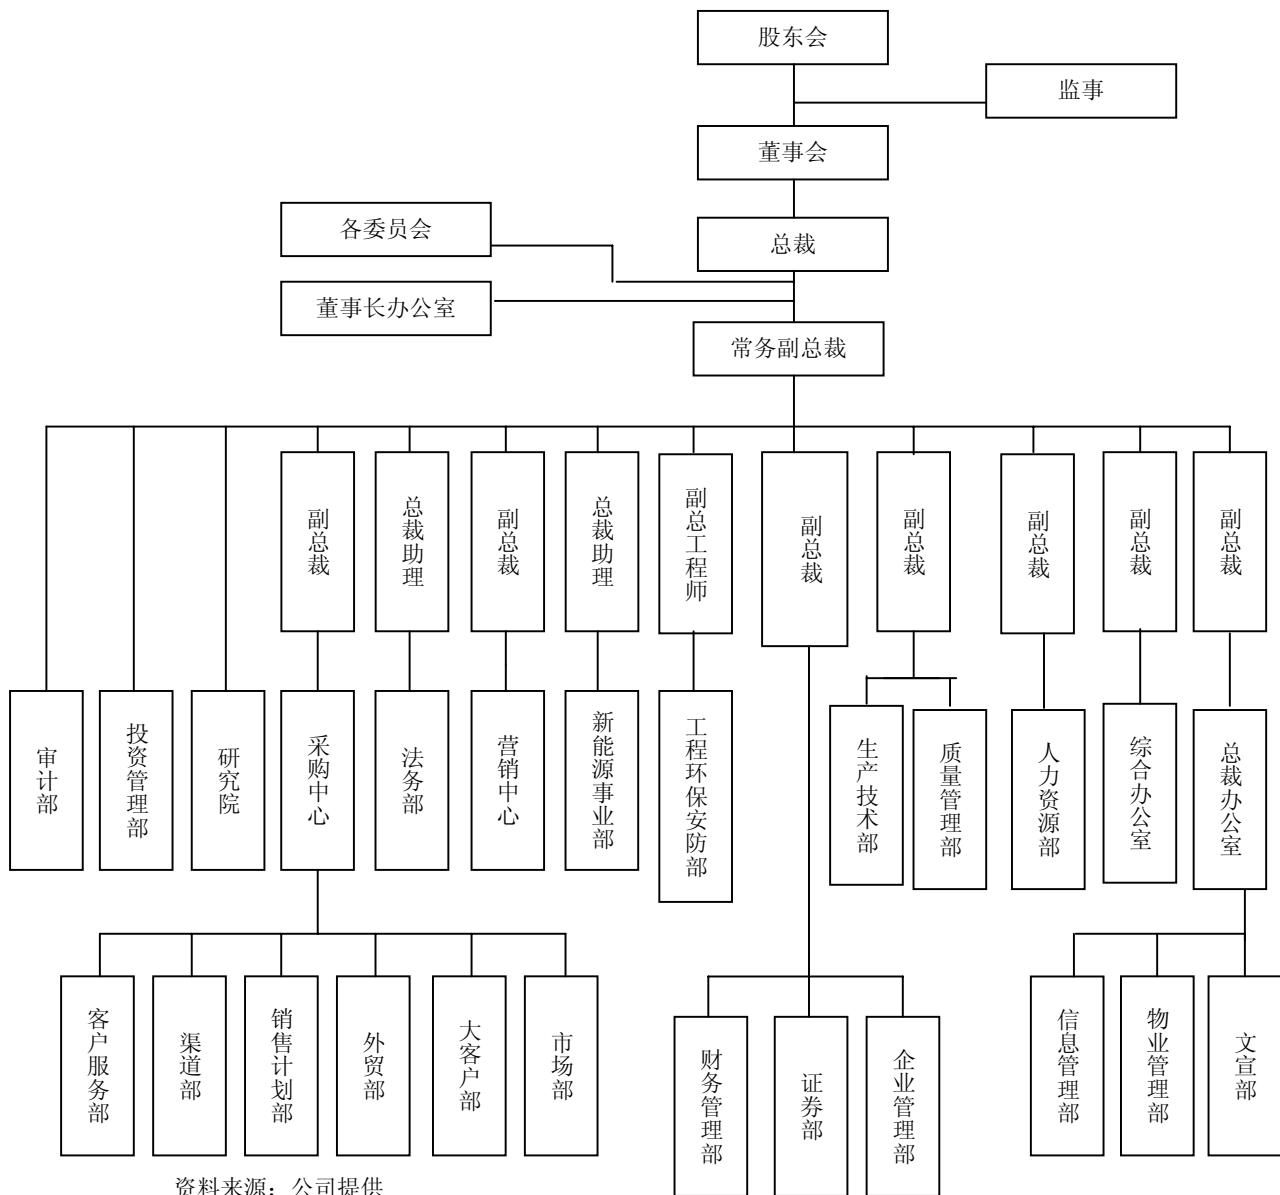 股东会
监事
董事会
各委员会
总裁
董事长办公室
常务副总裁
副总裁
总裁助理
副总裁
总裁助理
副总工程师
副总裁
副总裁
副总裁
副总裁
副总裁
审计部
投资管理部
研究院
采购中心
法务部
营销中心
新能源事业部
工程环保安防部
生产技术部
质量管理部
人力资源部
综合办公室
总裁办公室
客户服务部
渠道部
销售计划部
外贸部
大客户部
市场部
财务管理部
证券部
企业管理部
信息管理部
物业管理部
文宣部
资料来源：公司提供